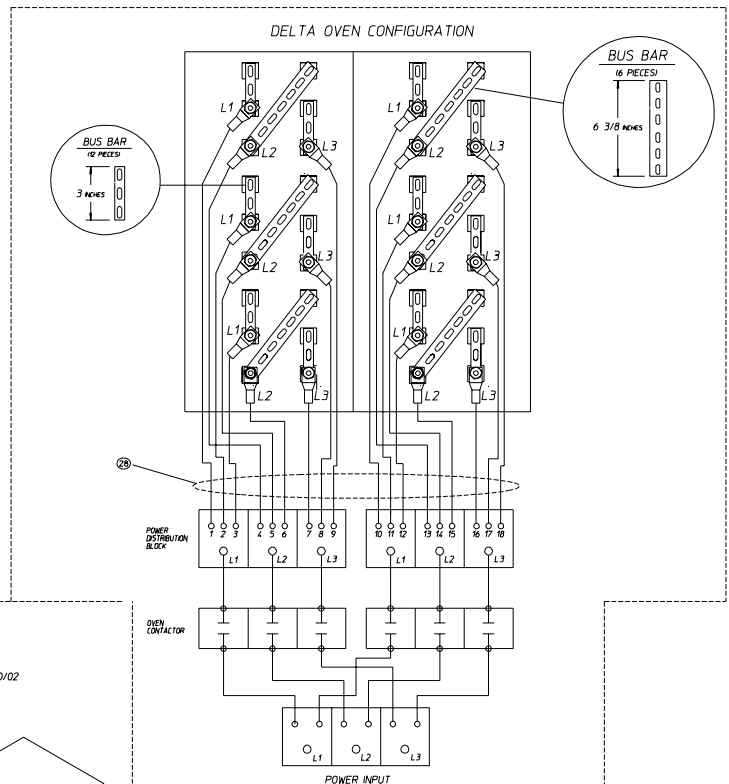 DELTA OVEN CONFIGURATION
BUS BAR
(6 PIECES)
6 3/8 INCHES
BUS BAR
(12 PIECES)
3 INCHES
L1
L2
L3
L1
L2
L3
L1
L2
L3
L1
L2
L3
L1
L2
L3
L1
L2
L3
28
POWER
DISTRIBUTION
BLOCK
1 2 3 4 5 6 7 8 9 10 11 12 13 14 15 16 17 18
L1 L2 L3 L1 L2 L3
OVEN
CONTACTOR
0/02
L1 L2 L3
POWER INPUT